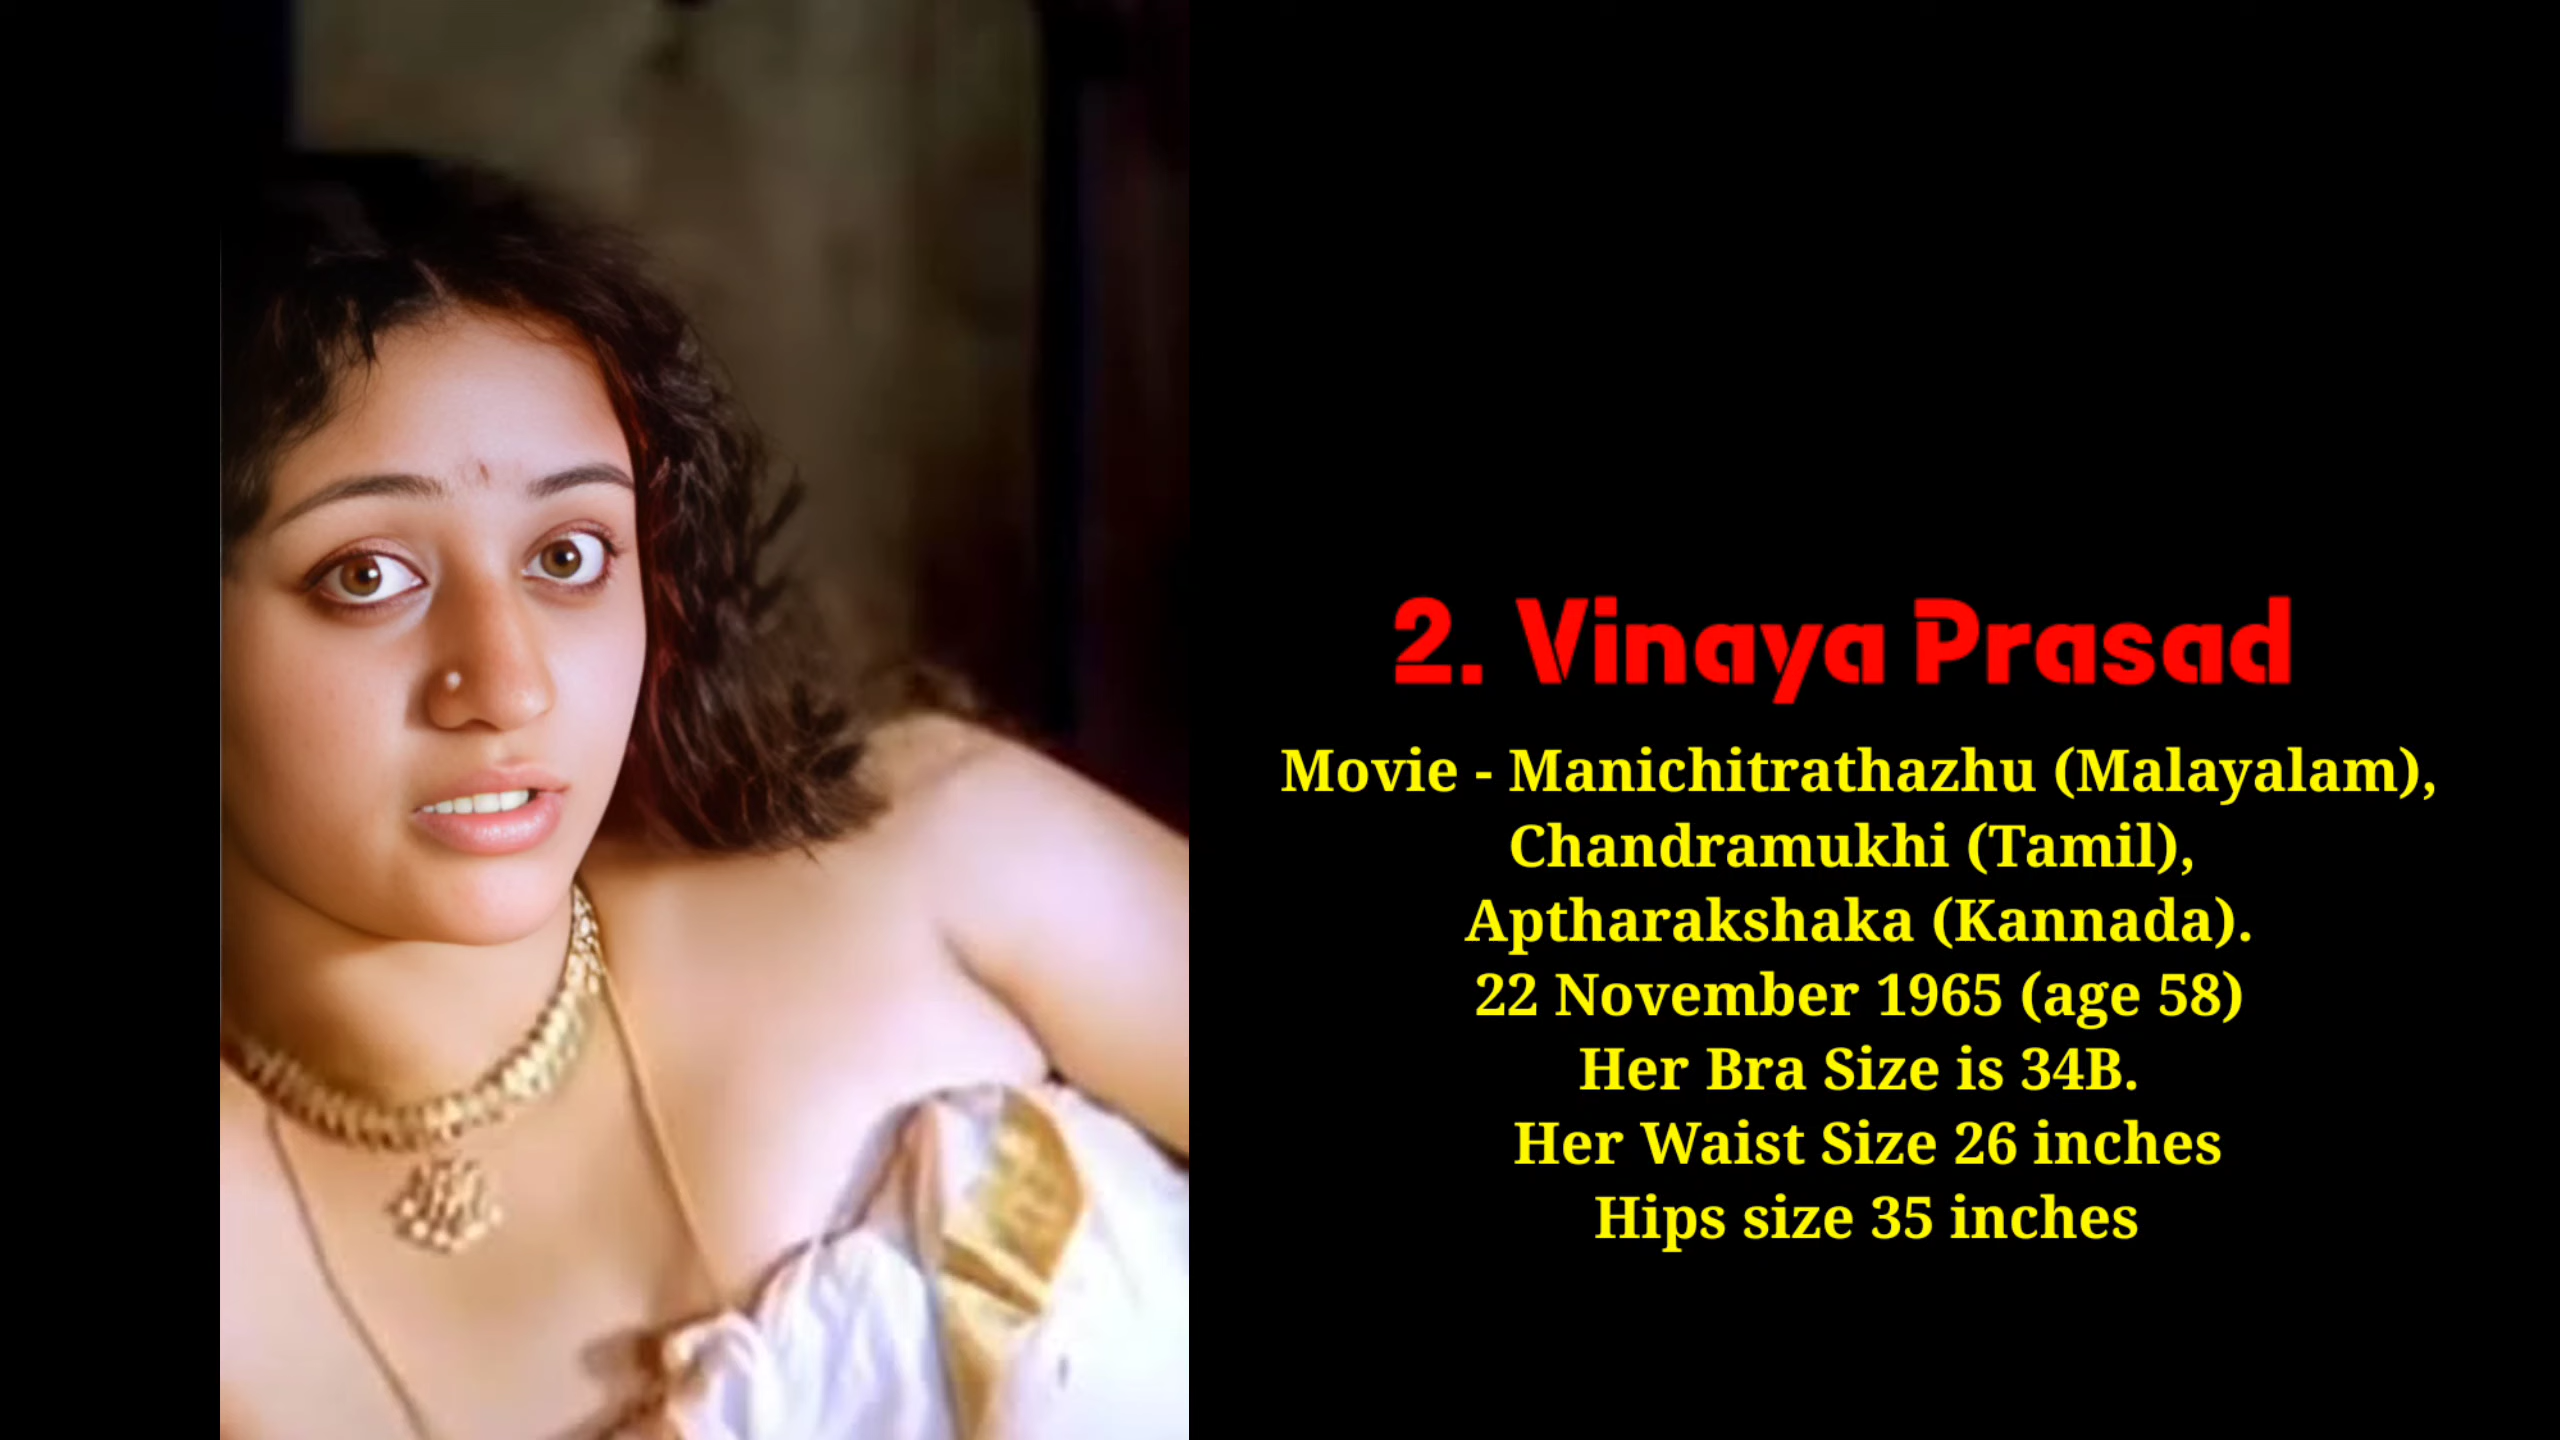 2. Vinaya Prasad
Movie - Manichitrathazhu (Malayalam),
Chandramukhi (Tamil),
Aptharakshaka (Kannada).
22 November 1965 (age 58)
Her Bra Size is 34B.
Her Waist Size 26 inches
Hips size 35 inches